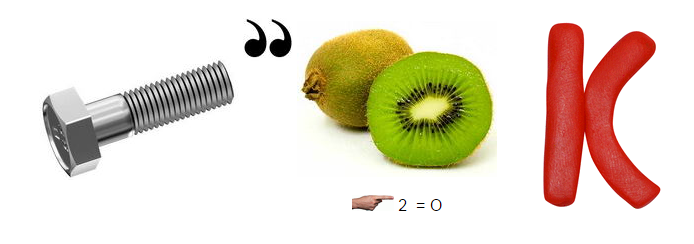 “ К
2 = О